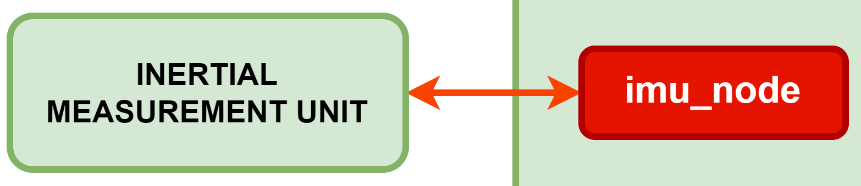 INERTIAL
MEASUREMENT UNIT
imu_node